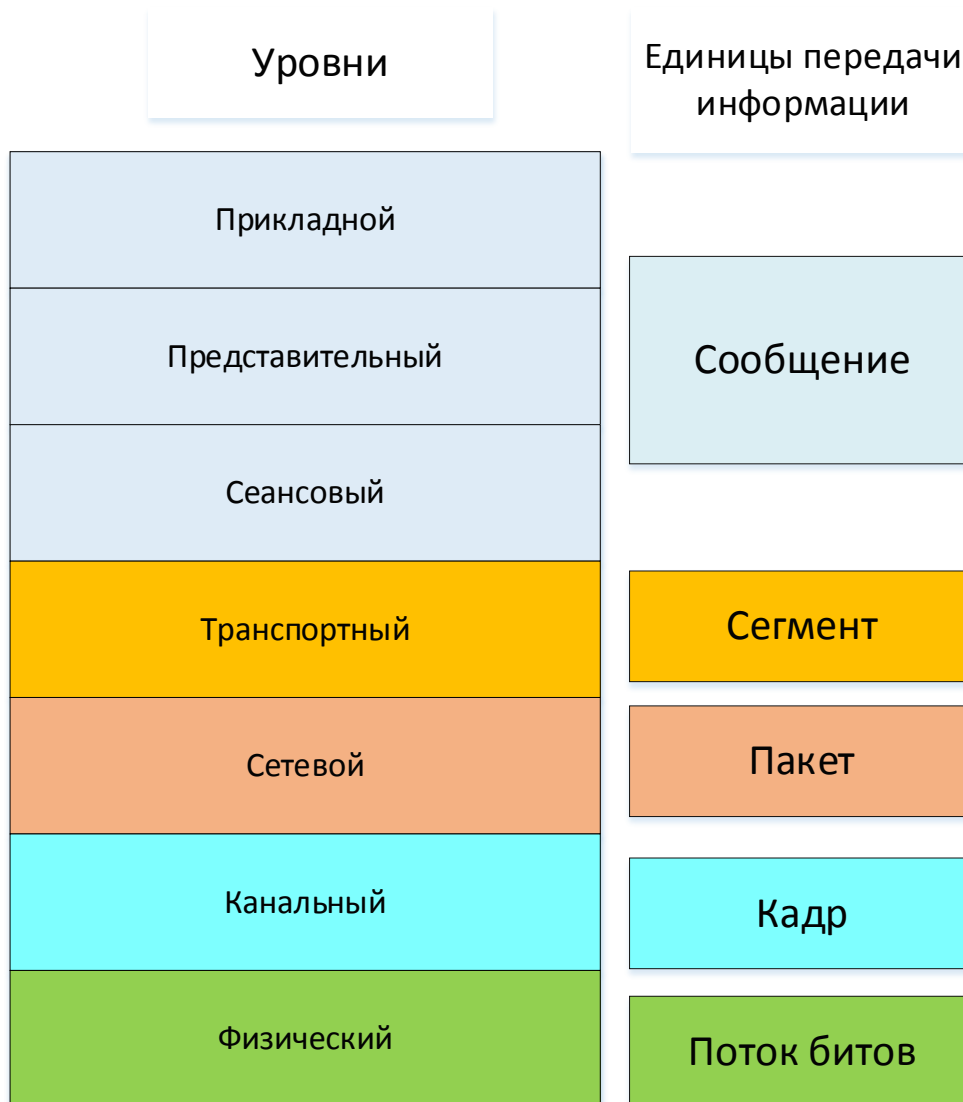 Уровни
Единицы передачи
информации
Прикладной
Представительный
Сообщение
Сеансовый
Транспортный
Сегмент
Сетевой
Пакет
Канальный
Кадр
Физический
Поток битов